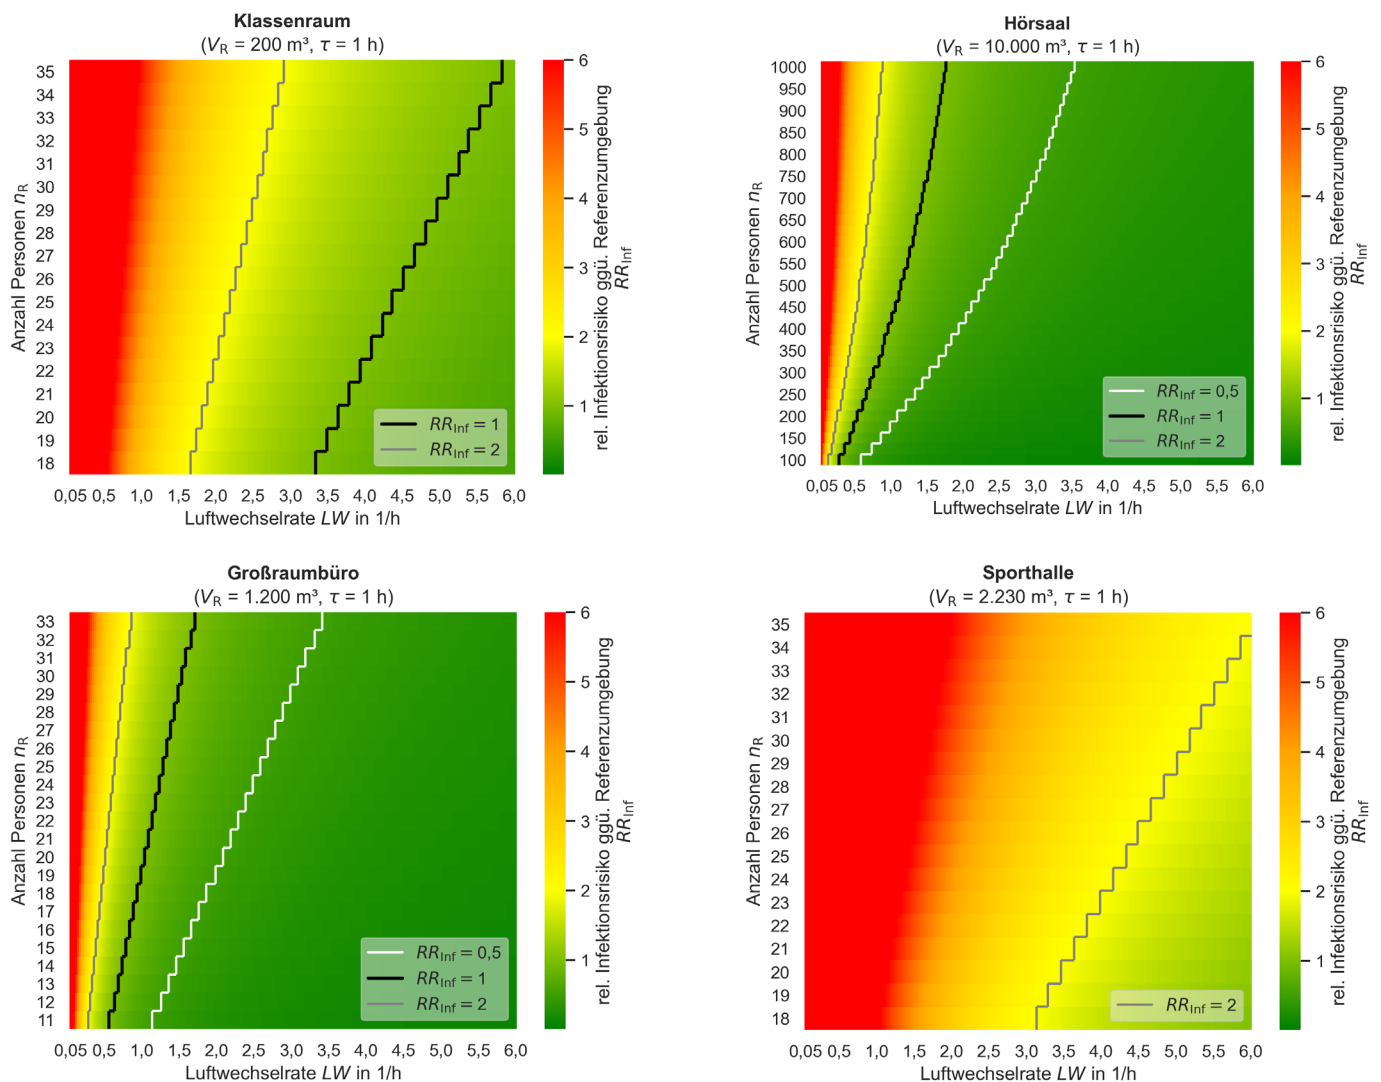 Klassenraum
(V_R = 200 m³, τ = 1 h)
35
34
33
32
31
30
29
28
27
26
25
24
23
22
21
20
19
18
Anzahl Personen n_R
0,05 0,5 1,0 1,5 2,0 2,5 3,0 3,5 4,0 4,5 5,0 5,5 6,0
Luftwechselrate LW in 1/h
RR_Inf = 1
RR_Inf = 2
6
5
4
3
2
1
rel. Infektionsrisiko ggü. Referenzumgebung
RR_Inf
Hörsaal
(V_R = 10.000 m³, τ = 1 h)
1000
950
900
850
800
750
700
650
600
550
500
450
400
350
300
250
200
150
100
Anzahl Personen n_R
0,05 0,5 1,0 1,5 2,0 2,5 3,0 3,5 4,0 4,5 5,0 5,5 6,0
Luftwechselrate LW in 1/h
RR_Inf = 0,5
RR_Inf = 1
RR_Inf = 2
6
5
4
3
2
1
rel. Infektionsrisiko ggü. Referenzumgebung
RR_Inf
Großraumbüro
(V_R = 1.200 m³, τ = 1 h)
33
32
31
30
29
28
27
26
25
24
23
22
21
20
19
18
17
16
15
14
13
12
11
Anzahl Personen n_R
0,05 0,5 1,0 1,5 2,0 2,5 3,0 3,5 4,0 4,5 5,0 5,5 6,0
Luftwechselrate LW in 1/h
RR_Inf = 0,5
RR_Inf = 1
RR_Inf = 2
6
5
4
3
2
1
rel. Infektionsrisiko ggü. Referenzumgebung
RR_Inf
Sporthalle
(V_R = 2.230 m³, τ = 1 h)
35
34
33
32
31
30
29
28
27
26
25
24
23
22
21
20
19
18
Anzahl Personen n_R
0,05 0,5 1,0 1,5 2,0 2,5 3,0 3,5 4,0 4,5 5,0 5,5 6,0
Luftwechselrate LW in 1/h
RR_Inf = 2
6
5
4
3
2
1
rel. Infektionsrisiko ggü. Referenzumgebung
RR_Inf